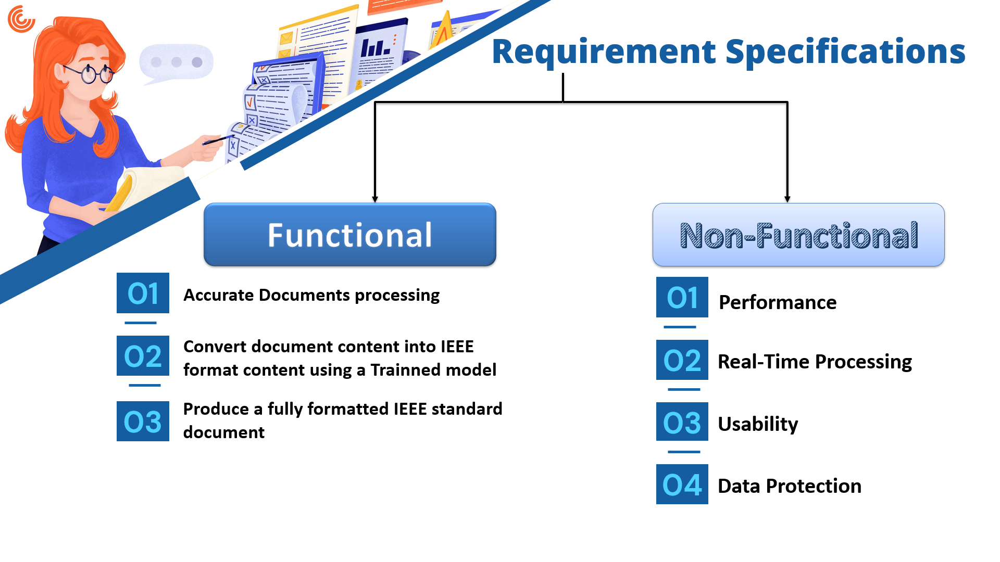 Requirement Specifications
Functional
01
Accurate Documents processing
02
Convert document content into IEEE
format content using a Trainned model
03
Produce a fully formatted IEEE standard
document
Non-Functional
01
Performance
02
Real-Time Processing
03
Usability
04
Data Protection